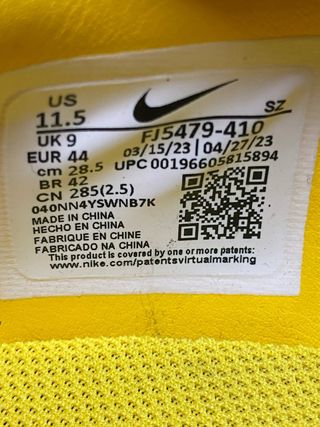 US
11.5
SZ
UK 9
FJ5479-410
EUR 44
03/15/23 | 04/27/23
cm 28.5
UPC 00196605815894
BR 42
CN 285(2.5)
040NN4YSWNB7K
MADE IN CHINA
HECHO EN CHINA
FABRIQUE EN CHINE
FABRICADO NA CHINA
This product is covered by one or more patents:
www.nike.com/patentsvirtualmarking